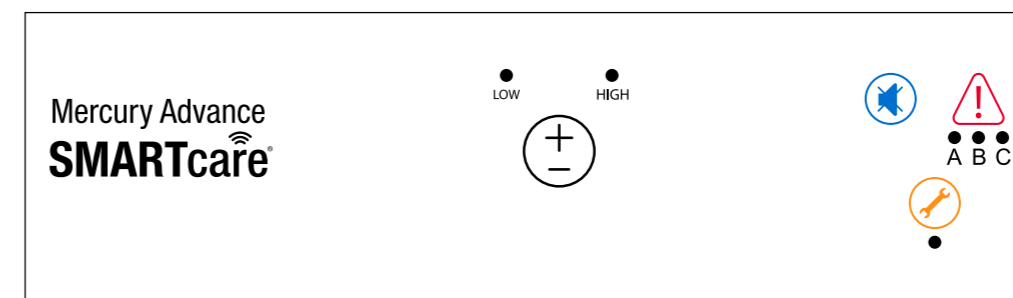 Mercury Advance
SMARTcare®
LOW HIGH
+
−
A B C